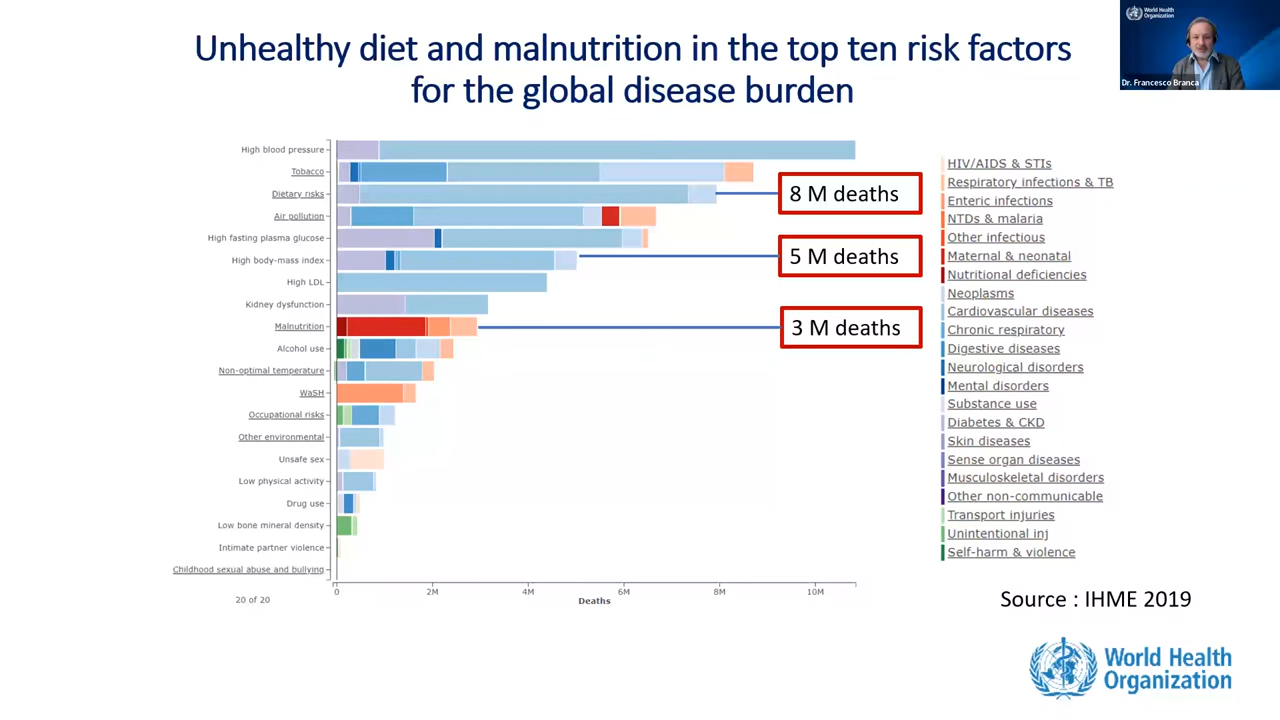 Unhealthy diet and malnutrition in the top ten risk factors
for the global disease burden
World Health
Organization
Dr. Francesco Branca
High blood pressure
Tobacco
Dietary risks
Air pollution
High fasting plasma glucose
High body-mass index
High LDL
Kidney dysfunction
Malnutrition
Alcohol use
Non-optimal temperature
WaSH
Occupational risks
Other environmental
Unsafe sex
Low physical activity
Drug use
Low bone mineral density
Intimate partner violence
Childhood sexual abuse and bullying
8 M deaths
5 M deaths
3 M deaths
0
2M
4M
6M
8M
10M
Deaths
20 of 20
HIV/AIDS & STIs
Respiratory infections & TB
Enteric infections
NTDs & malaria
Other infectious
Maternal & neonatal
Nutritional deficiencies
Neoplasms
Cardiovascular diseases
Chronic respiratory
Digestive diseases
Neurological disorders
Mental disorders
Substance use
Diabetes & CKD
Skin diseases
Sense organ diseases
Musculoskeletal disorders
Other non-communicable
Transport injuries
Unintentional inj
Self-harm & violence
Source : IHME 2019
World Health
Organization